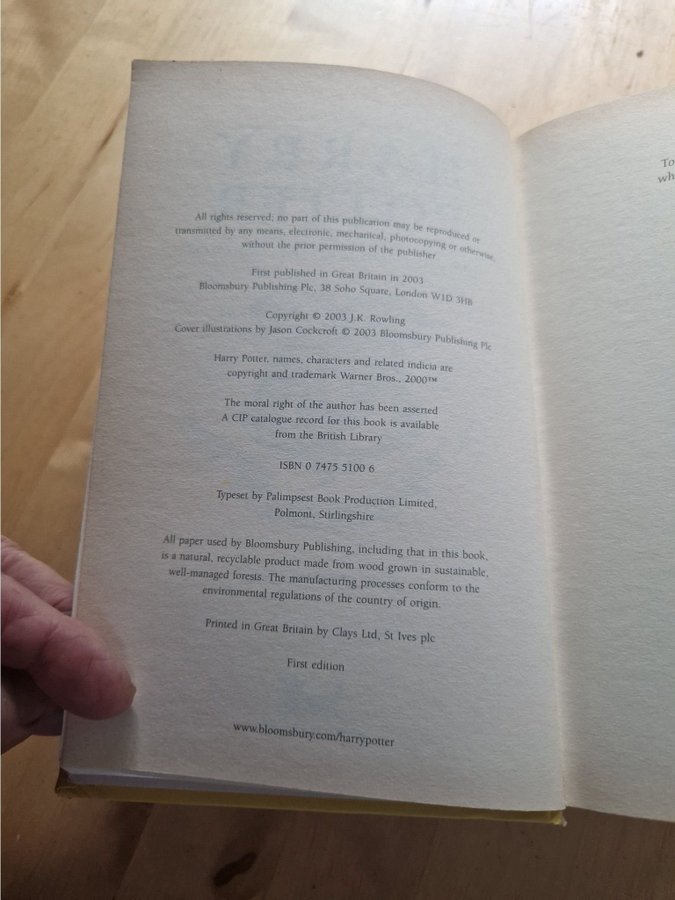 All rights reserved; no part of this publication may be reproduced or
transmitted by any means, electronic, mechanical, photocopying or otherwise,
without the prior permission of the publisher
First published in Great Britain in 2003
Bloomsbury Publishing Plc, 38 Soho Square, London W1D 3HB
Copyright © 2003 J.K. Rowling
Cover illustrations by Jason Cockcroft © 2003 Bloomsbury Publishing Plc
Harry Potter, names, characters and related indicia are
copyright and trademark Warner Bros., 2000™
The moral right of the author has been asserted
A CIP catalogue record for this book is available
from the British Library
ISBN 0 7475 5100 6
Typeset by Palimpsest Book Production Limited,
Polmont, Stirlingshire
All paper used by Bloomsbury Publishing, including that in this book,
is a natural, recyclable product made from wood grown in sustainable,
well-managed forests. The manufacturing processes conform to the
environmental regulations of the country of origin.
Printed in Great Britain by Clays Ltd, St Ives plc
First edition
www.bloomsbury.com/harrypotter
To